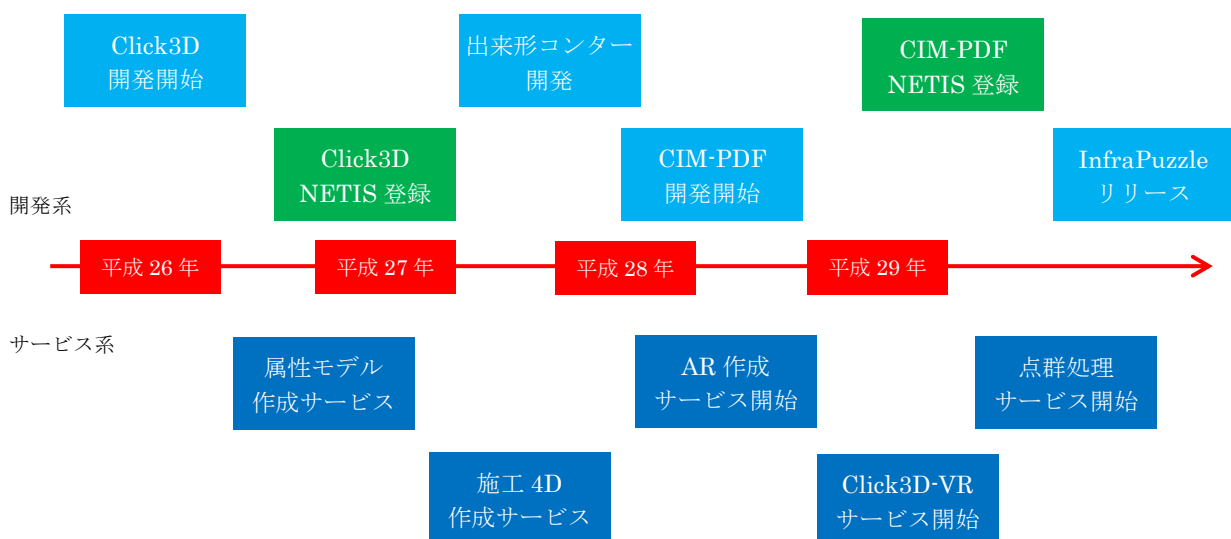 Click3D
開発開始
出来形コンター
開発
CIM-PDF
NETIS 登録
Click3D
NETIS 登録
CIM-PDF
開発開始
InfraPuzzle
リリース
開発系
平成 26 年
平成 27 年
平成 28 年
平成 29 年
サービス系
属性モデル
作成サービス
AR 作成
サービス開始
点群処理
サービス開始
施工 4D
作成サービス
Click3D-VR
サービス開始